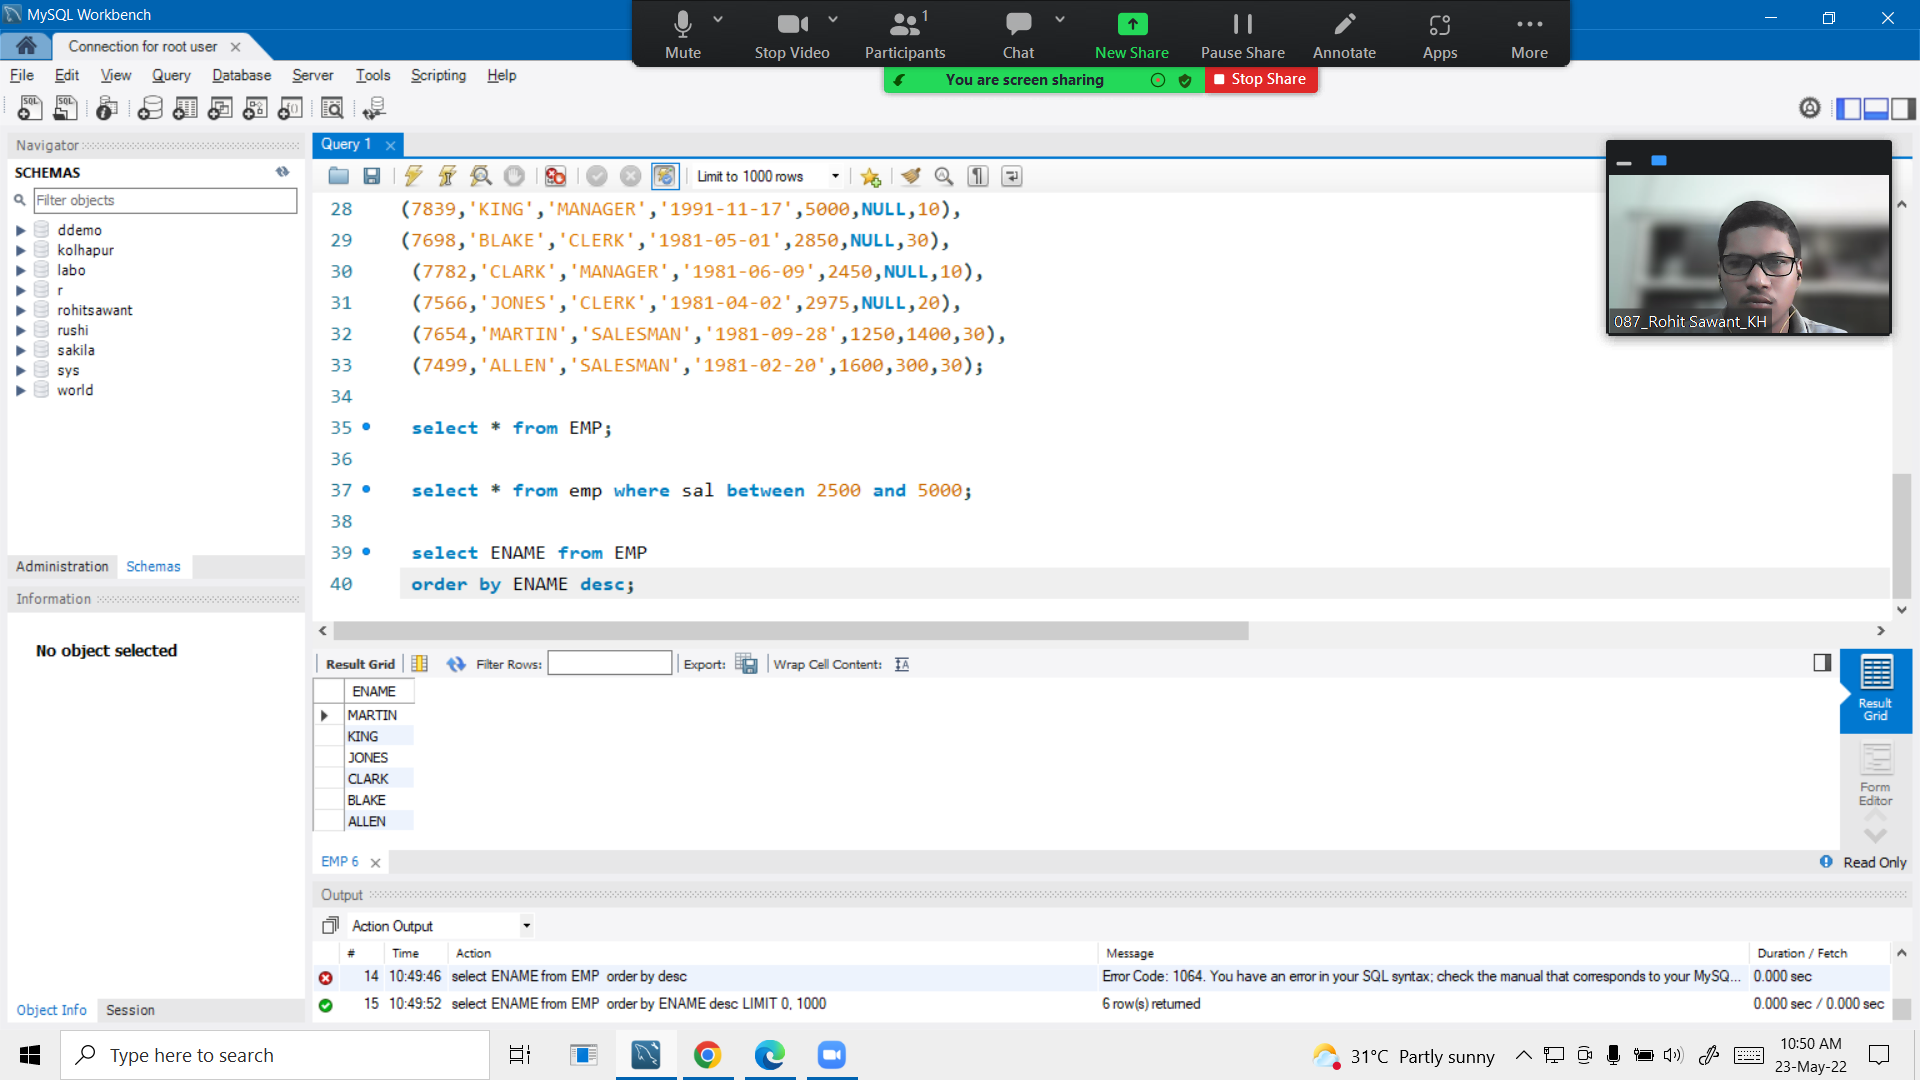 MySQL Workbench
Connection for root user
Mute
Stop Video
Participants
1
Chat
New Share
Pause Share
Annotate
Apps
More
You are screen sharing
Stop Share
File Edit View Query Database Server Tools Scripting Help
Navigator
SCHEMAS
Filter objects
ddemo
kolhapur
labo
r
rohitsawant
rushi
sakila
sys
world
Administration Schemas
Information
No object selected
Object Info Session
Query 1
Limit to 1000 rows
28 (7839,'KING','MANAGER','1991-11-17',5000,NULL,10),
29 (7698,'BLAKE','CLERK','1981-05-01',2850,NULL,30),
30 (7782,'CLARK','MANAGER','1981-06-09',2450,NULL,10),
31 (7566,'JONES','CLERK','1981-04-02',2975,NULL,20),
32 (7654,'MARTIN','SALESMAN','1981-09-28',1250,1400,30),
33 (7499,'ALLEN','SALESMAN','1981-02-20',1600,300,30);
34
35 select * from EMP;
36
37 select * from emp where sal between 2500 and 5000;
38
39 select ENAME from EMP
40 order by ENAME desc;
087_Rohit Sawant_KH
Result Grid Filter Rows: Export: Wrap Cell Content:
ENAME
MARTIN
KING
JONES
CLARK
BLAKE
ALLEN
Result Grid
Form Editor
EMP 6
Read Only
Output
Action Output
# Time Action Message Duration / Fetch
14 10:49:46 select ENAME from EMP order by desc Error Code: 1064. You have an error in your SQL syntax; check the manual that corresponds to your MySQ... 0.000 sec
15 10:49:52 select ENAME from EMP order by ENAME desc LIMIT 0, 1000 6 row(s) returned 0.000 sec / 0.000 sec
Type here to search
31°C Partly sunny
10:50 AM
23-May-22